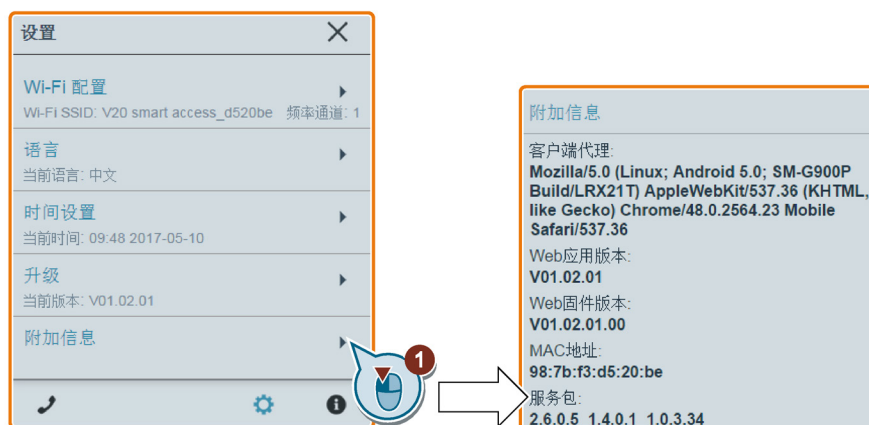 设置
Wi-Fi 配置
Wi-Fi SSID: V20 smart access_d520be 频率通道: 1
语言
当前语言: 中文
时间设置
当前时间: 09:48 2017-05-10
升级
当前版本: V01.02.01
附加信息
1
附加信息
客户端代理:
Mozilla/5.0 (Linux; Android 5.0; SM-G900P
Build/LRX21T) AppleWebKit/537.36 (KHTML,
like Gecko) Chrome/48.0.2564.23 Mobile
Safari/537.36
Web应用版本:
V01.02.01
Web固件版本:
V01.02.01.00
MAC地址:
98:7b:f3:d5:20:be
服务包:
2.6.0.5_1.4.0.1_1.0.3.34